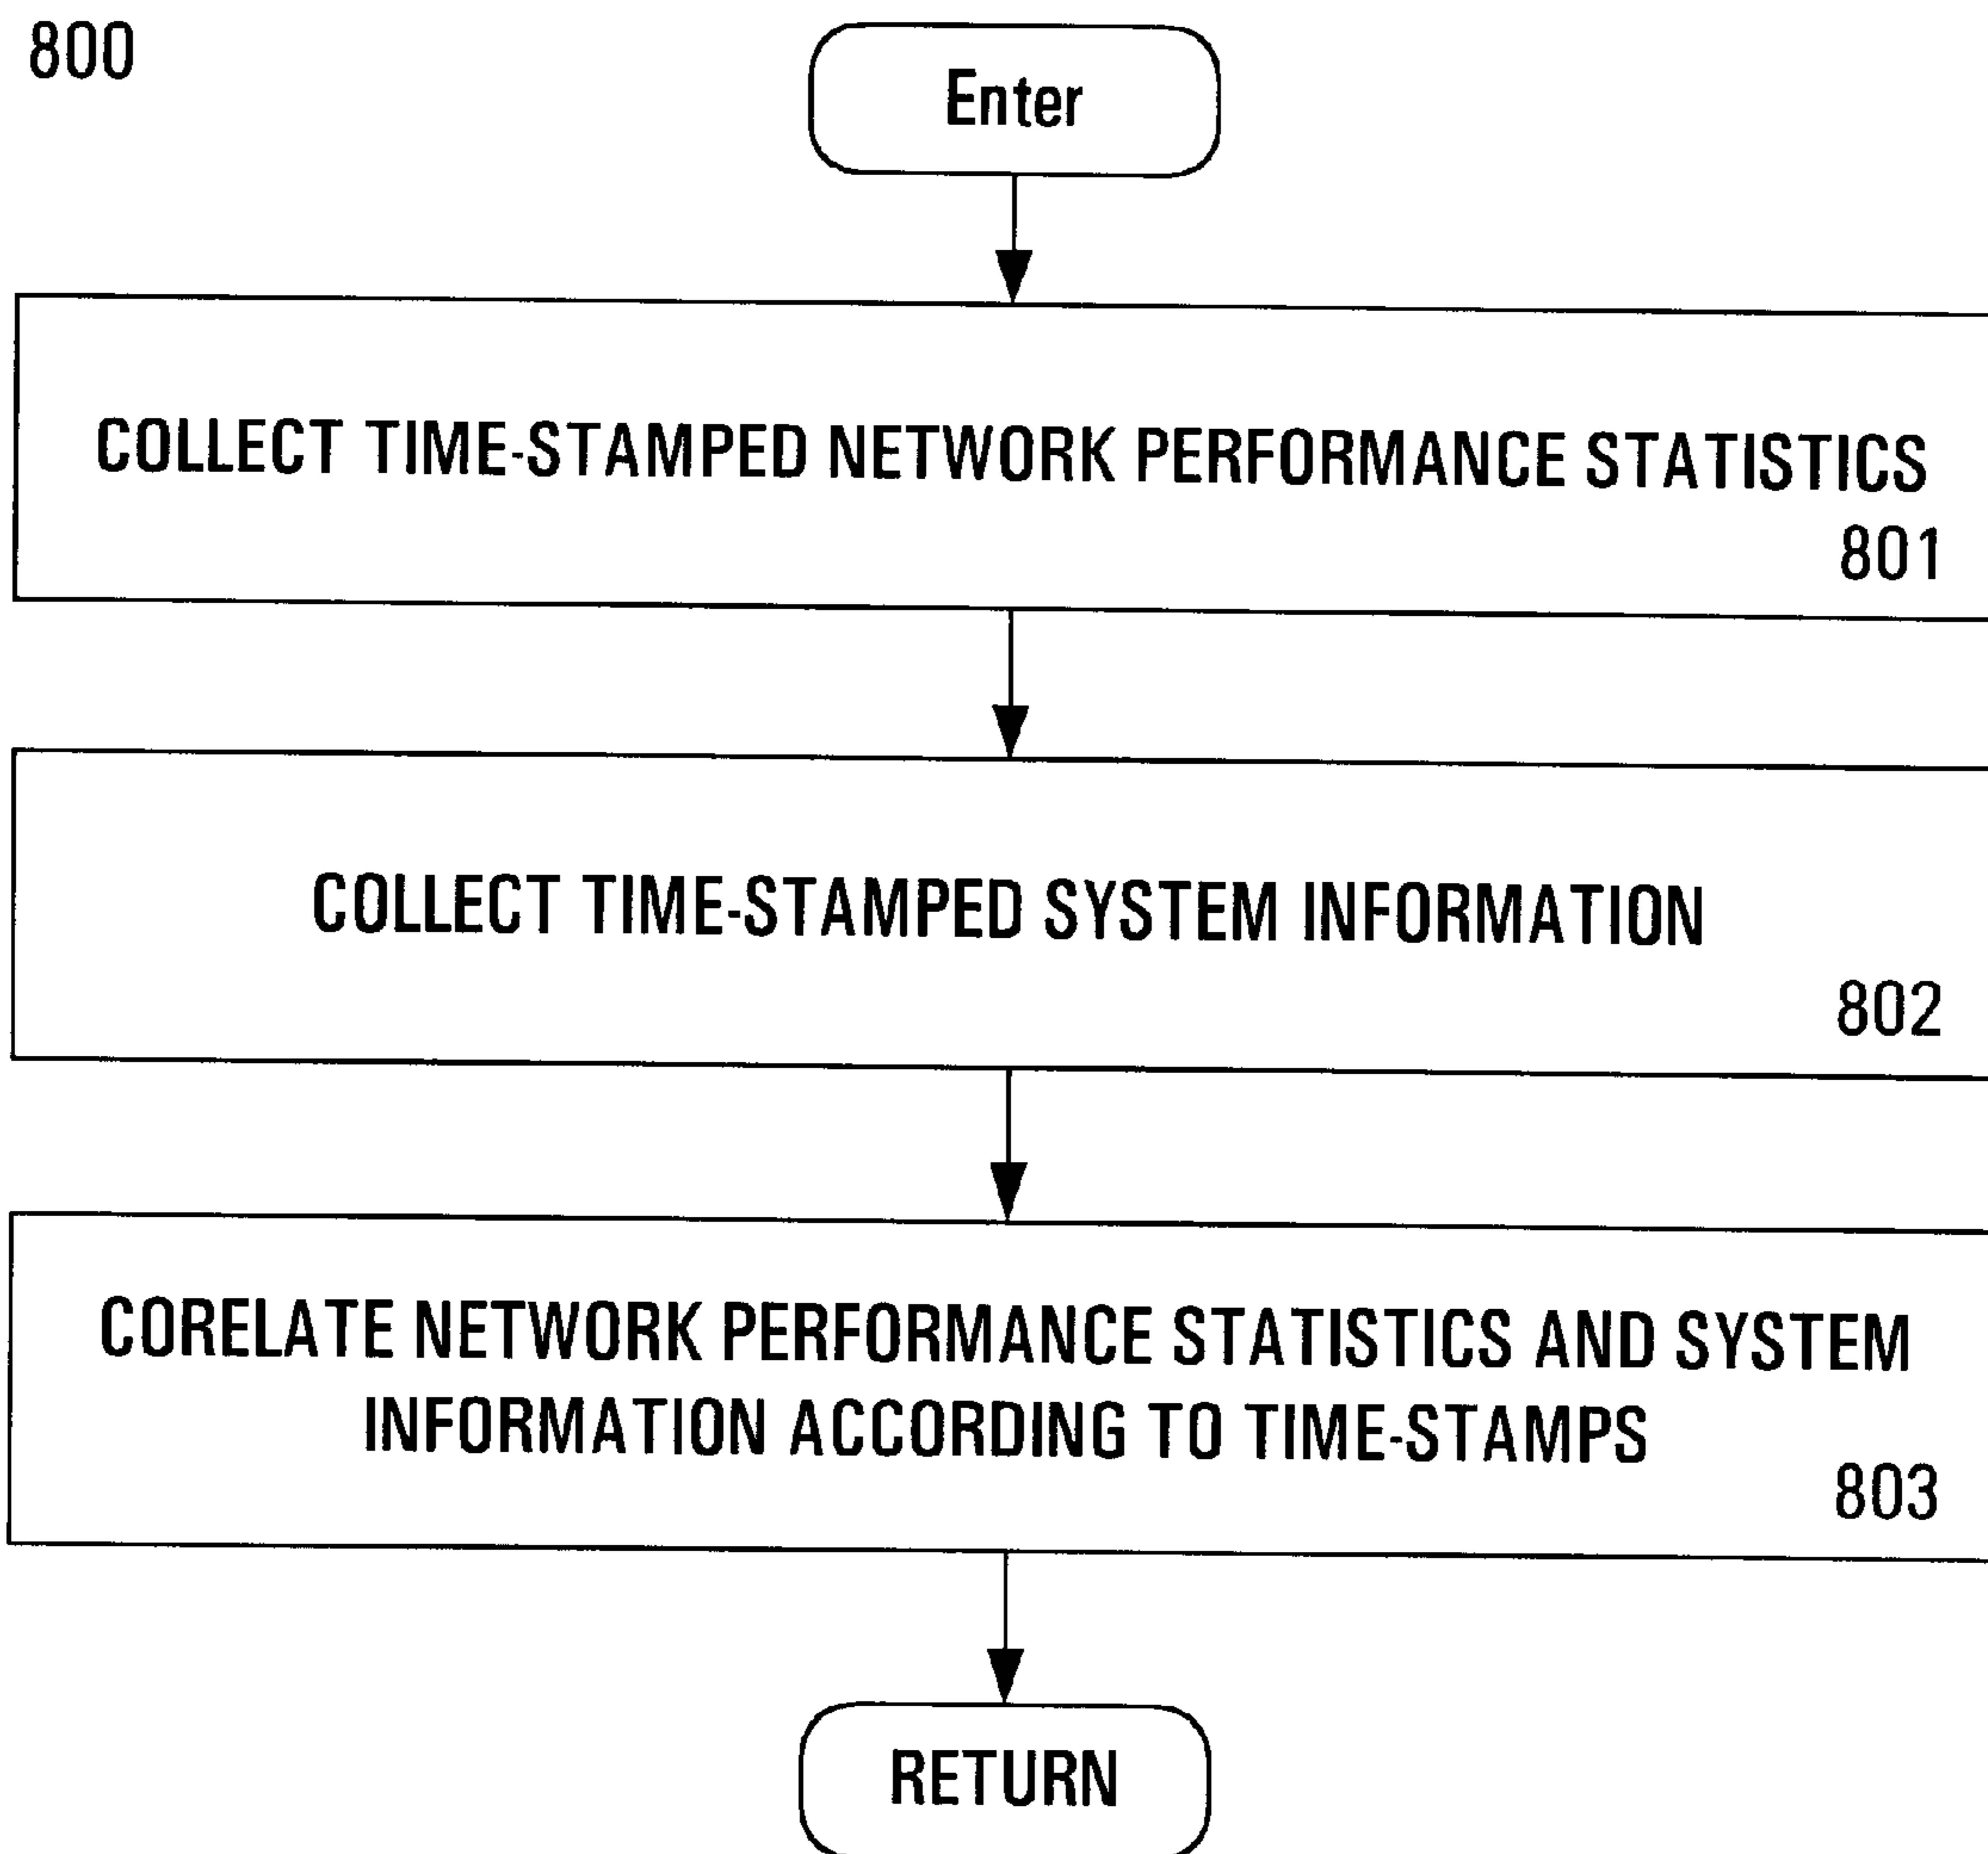 800
Enter
COLLECT TIME-STAMPED NETWORK PERFORMANCE STATISTICS
801
COLLECT TIME-STAMPED SYSTEM INFORMATION
802
CORELATE NETWORK PERFORMANCE STATISTICS AND SYSTEM
INFORMATION ACCORDING TO TIME-STAMPS
803
RETURN